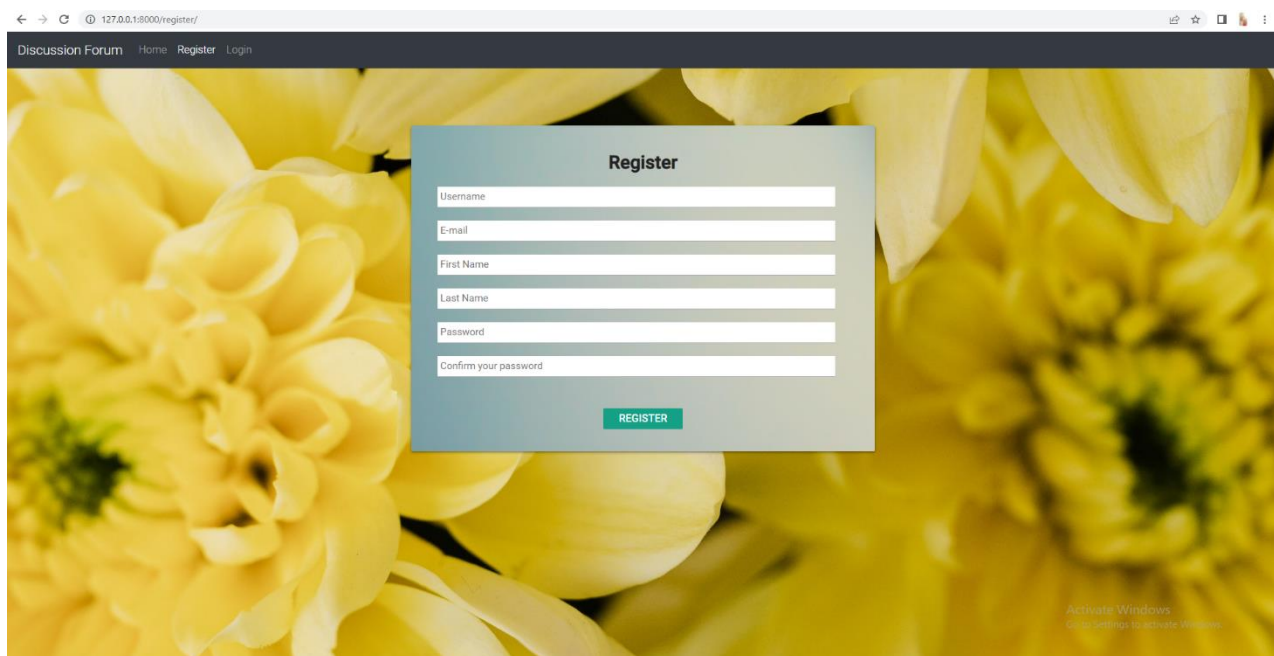 127.0.0.1:8000/register/
Discussion Forum Home Register Login
Register
Username
E-mail
First Name
Last Name
Password
Confirm your password
REGISTER
Activate Windows
Go to Settings to activate Windows.